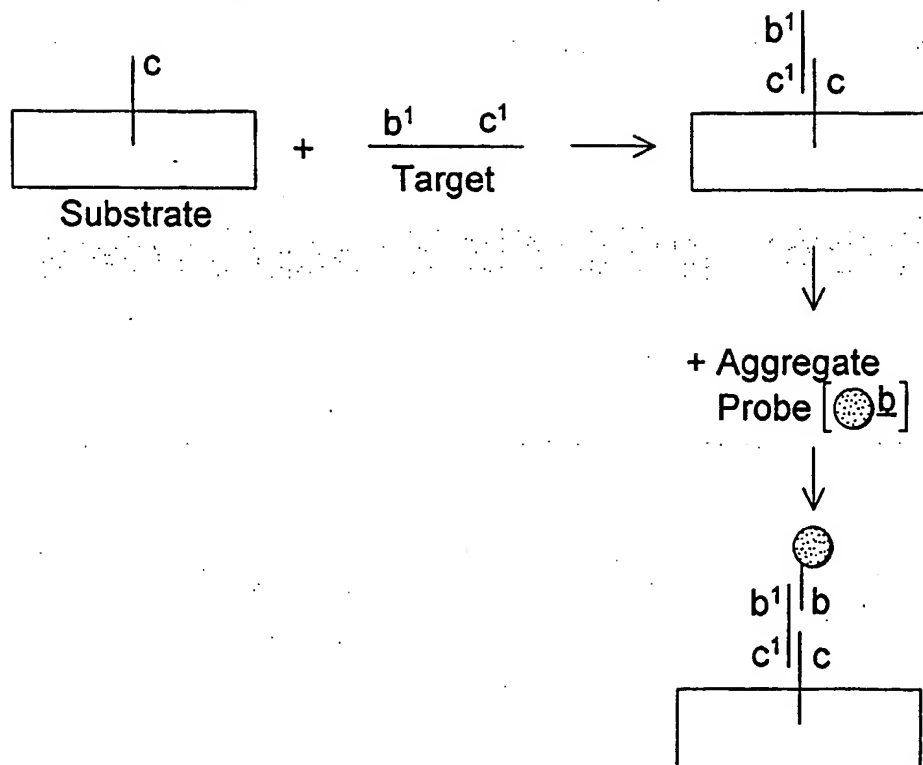 c
Substrate
+
b¹ c¹
Target
b¹
c¹ c
+ Aggregate
Probe [b]
b¹ b
c¹ c